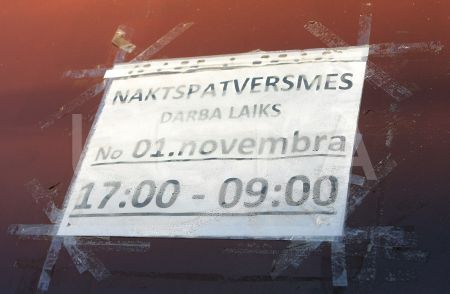 NAKTSPATVERSMES
DARBA LAIKS
No 01.novembra
17:00 - 09:00